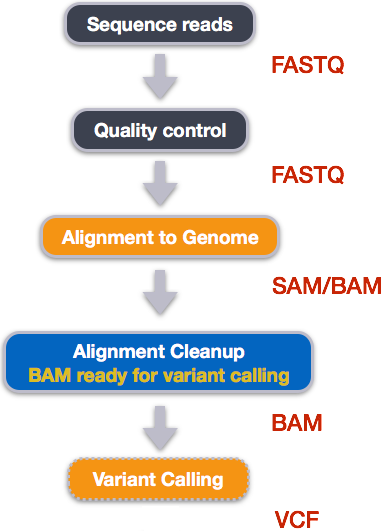 Sequence reads
FASTQ
Quality control
FASTQ
Alignment to Genome
SAM/BAM
Alignment Cleanup
BAM ready for variant calling
BAM
Variant Calling
VCF